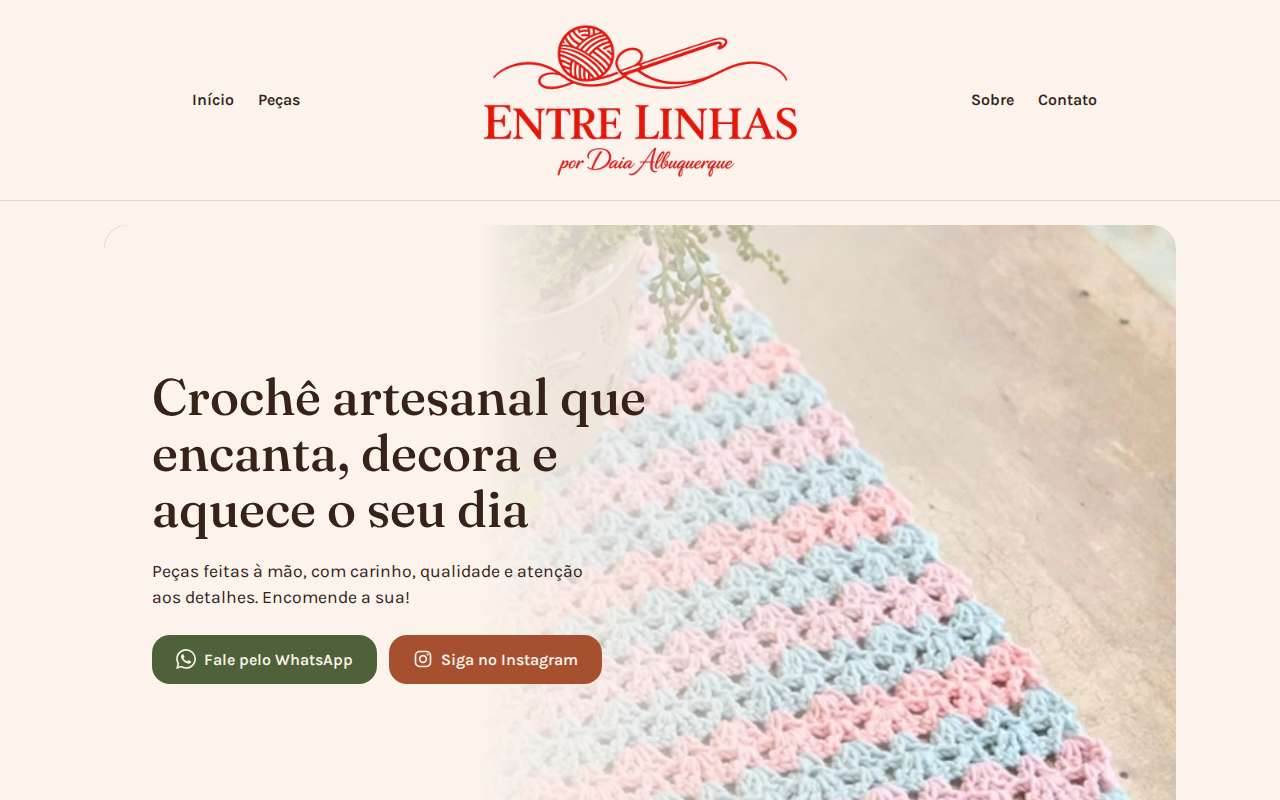 Início
Peças
ENTRE LINHAS
por Daia Albuquerque
Sobre
Contato
Crochê artesanal que
encanta, decora e
aquece o seu dia
Peças feitas à mão, com carinho, qualidade e atenção
aos detalhes. Encomende a sua!
Fale pelo WhatsApp
Siga no Instagram